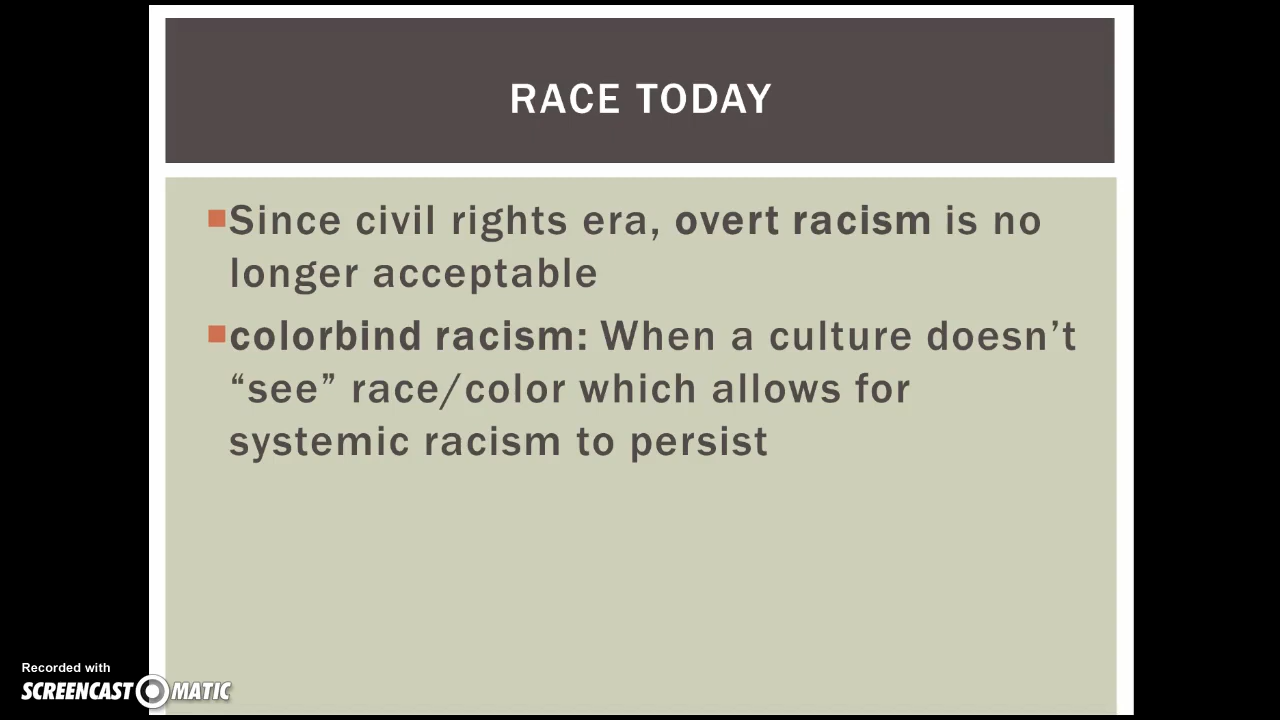 RACE TODAY
Since civil rights era, overt racism is no
longer acceptable
colorbind racism: When a culture doesn’t
“see” race/color which allows for
systemic racism to persist
Recorded with
SCREENCAST MATIC